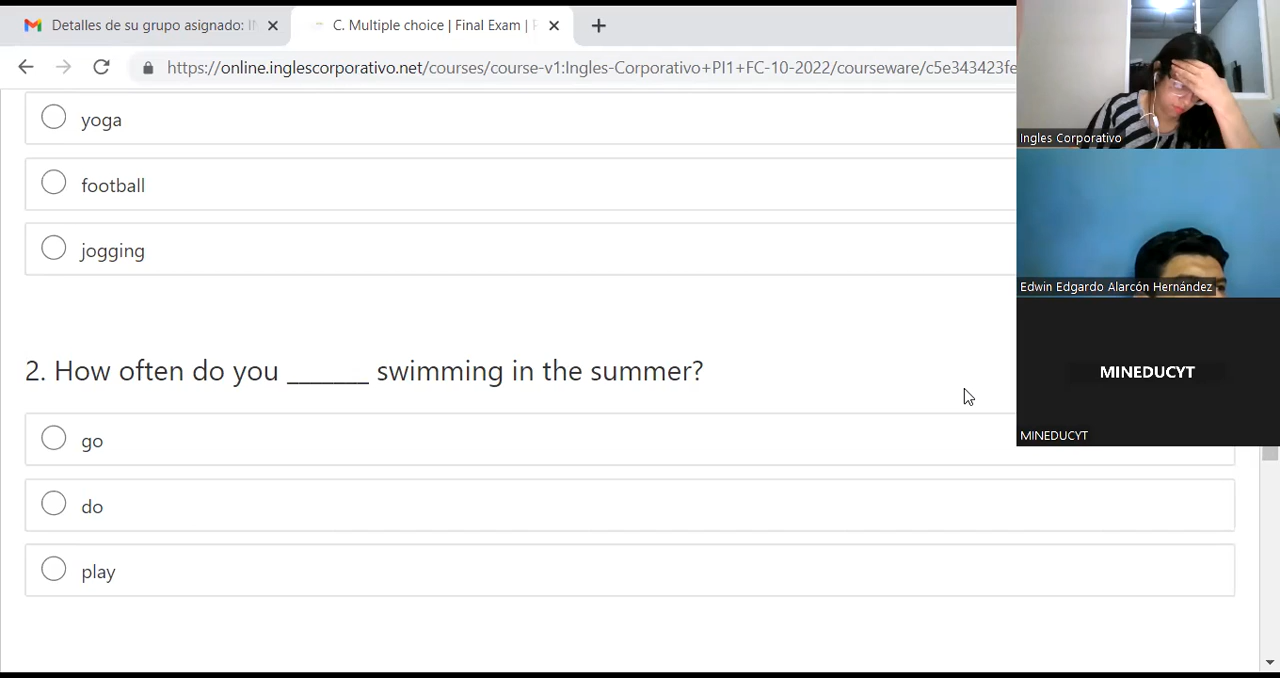 Detalles de su grupo asignado: I
C. Multiple choice | Final Exam |
https://online.inglescorporativo.net/courses/course-v1:Ingles-Corporativo+PI1+FC-10-2022/courseware/c5e343423fe
yoga
football
jogging
2. How often do you ______ swimming in the summer?
go
do
play
Ingles Corporativo
Edwin Edgardo Alarcón Hernández
MINEDUCYT
MINEDUCYT